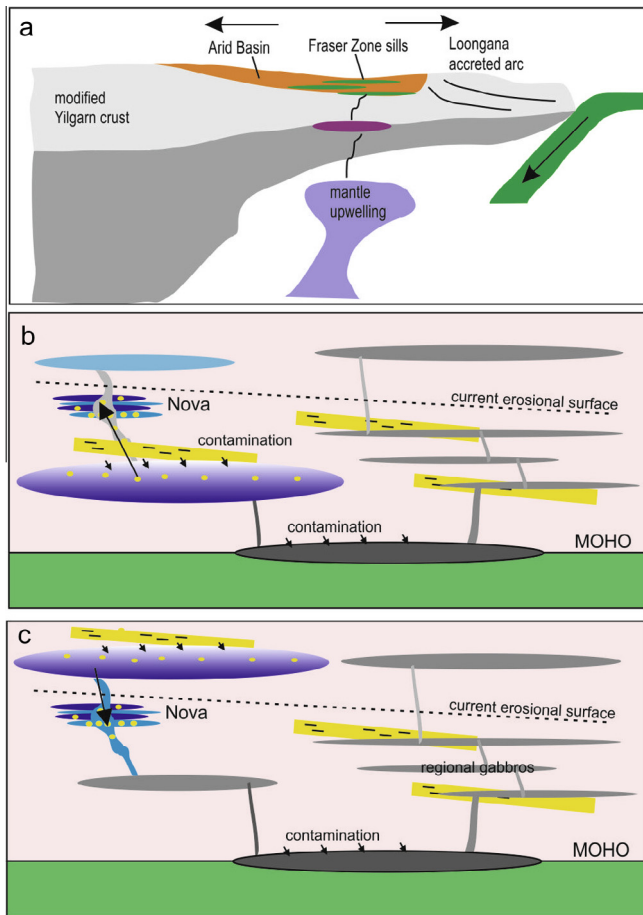 a
Arid Basin
Fraser Zone sills
Loongana
accreted arc
modified
Yilgarn crust
mantle
upwelling
b
current erosional surface
Nova
contamination
contamination
MOHO
c
current erosional surface
Nova
regional gabbros
contamination
MOHO